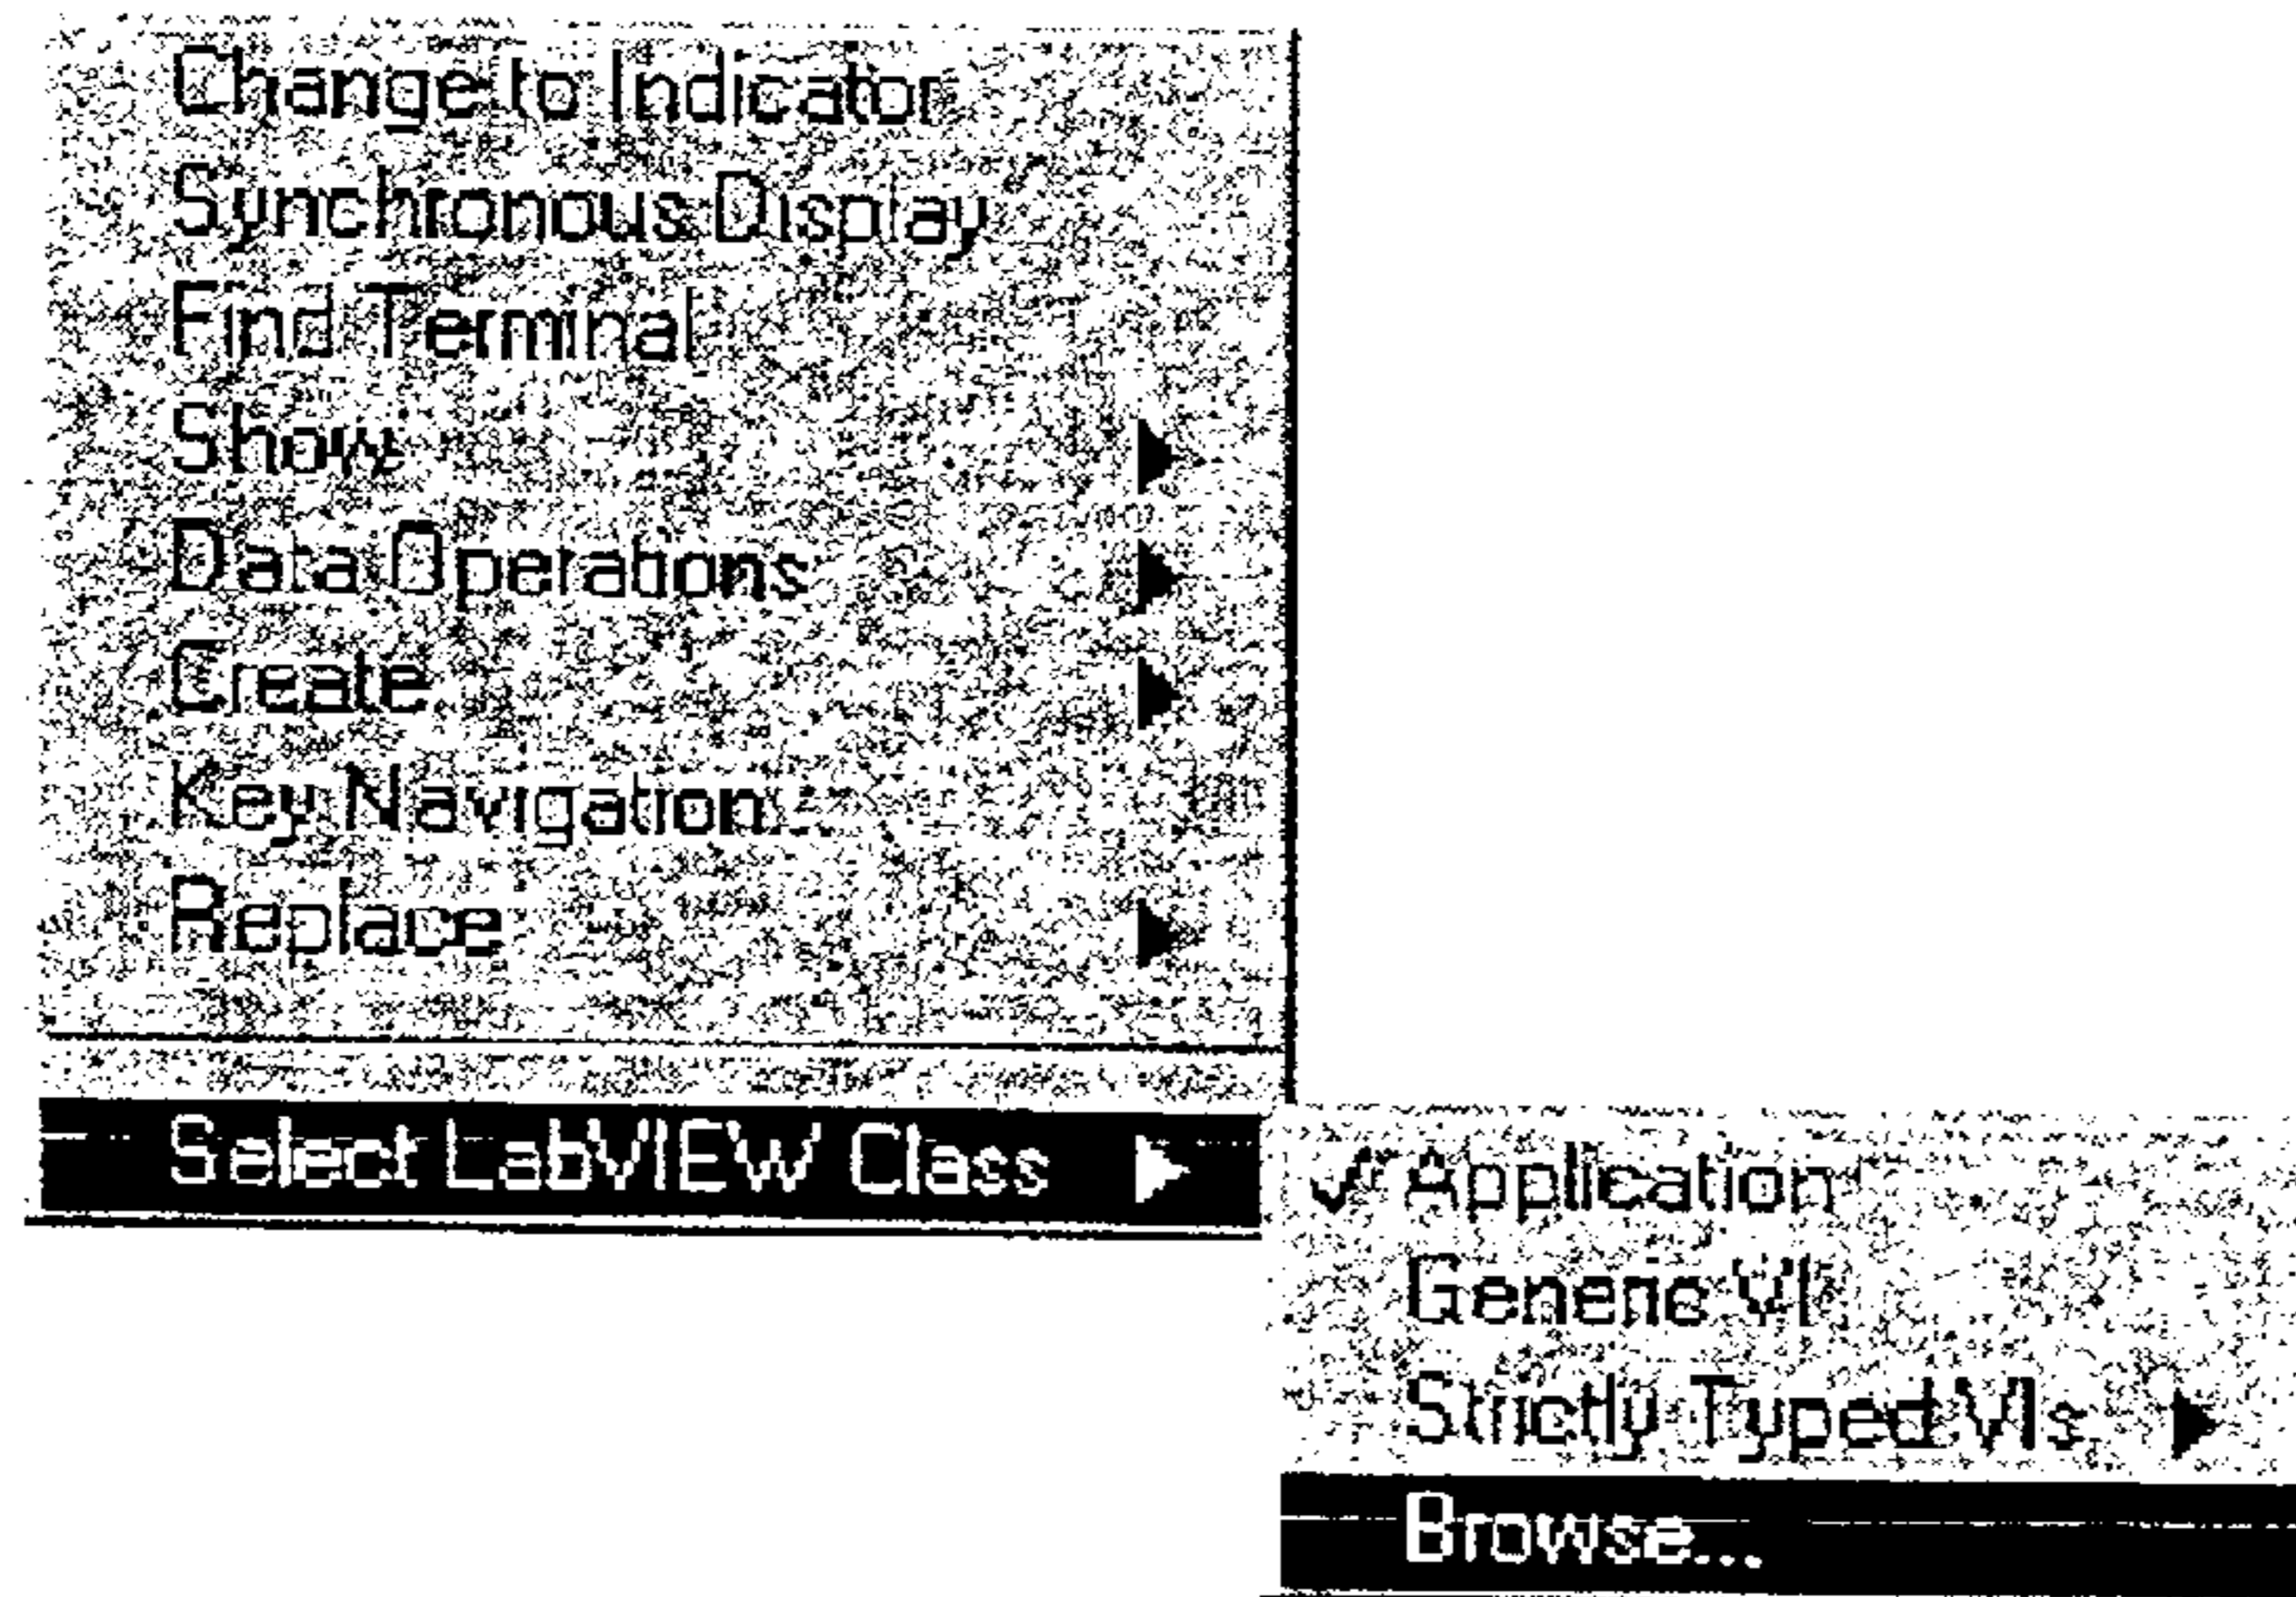 Change to Indicator
Synchronous Display
Find Terminal
Show
Data Operations
Create
Key Navigation...
Replace
Select LabVIEW Class
Application
Generic VI
Strictly Typed VIs
Browse...